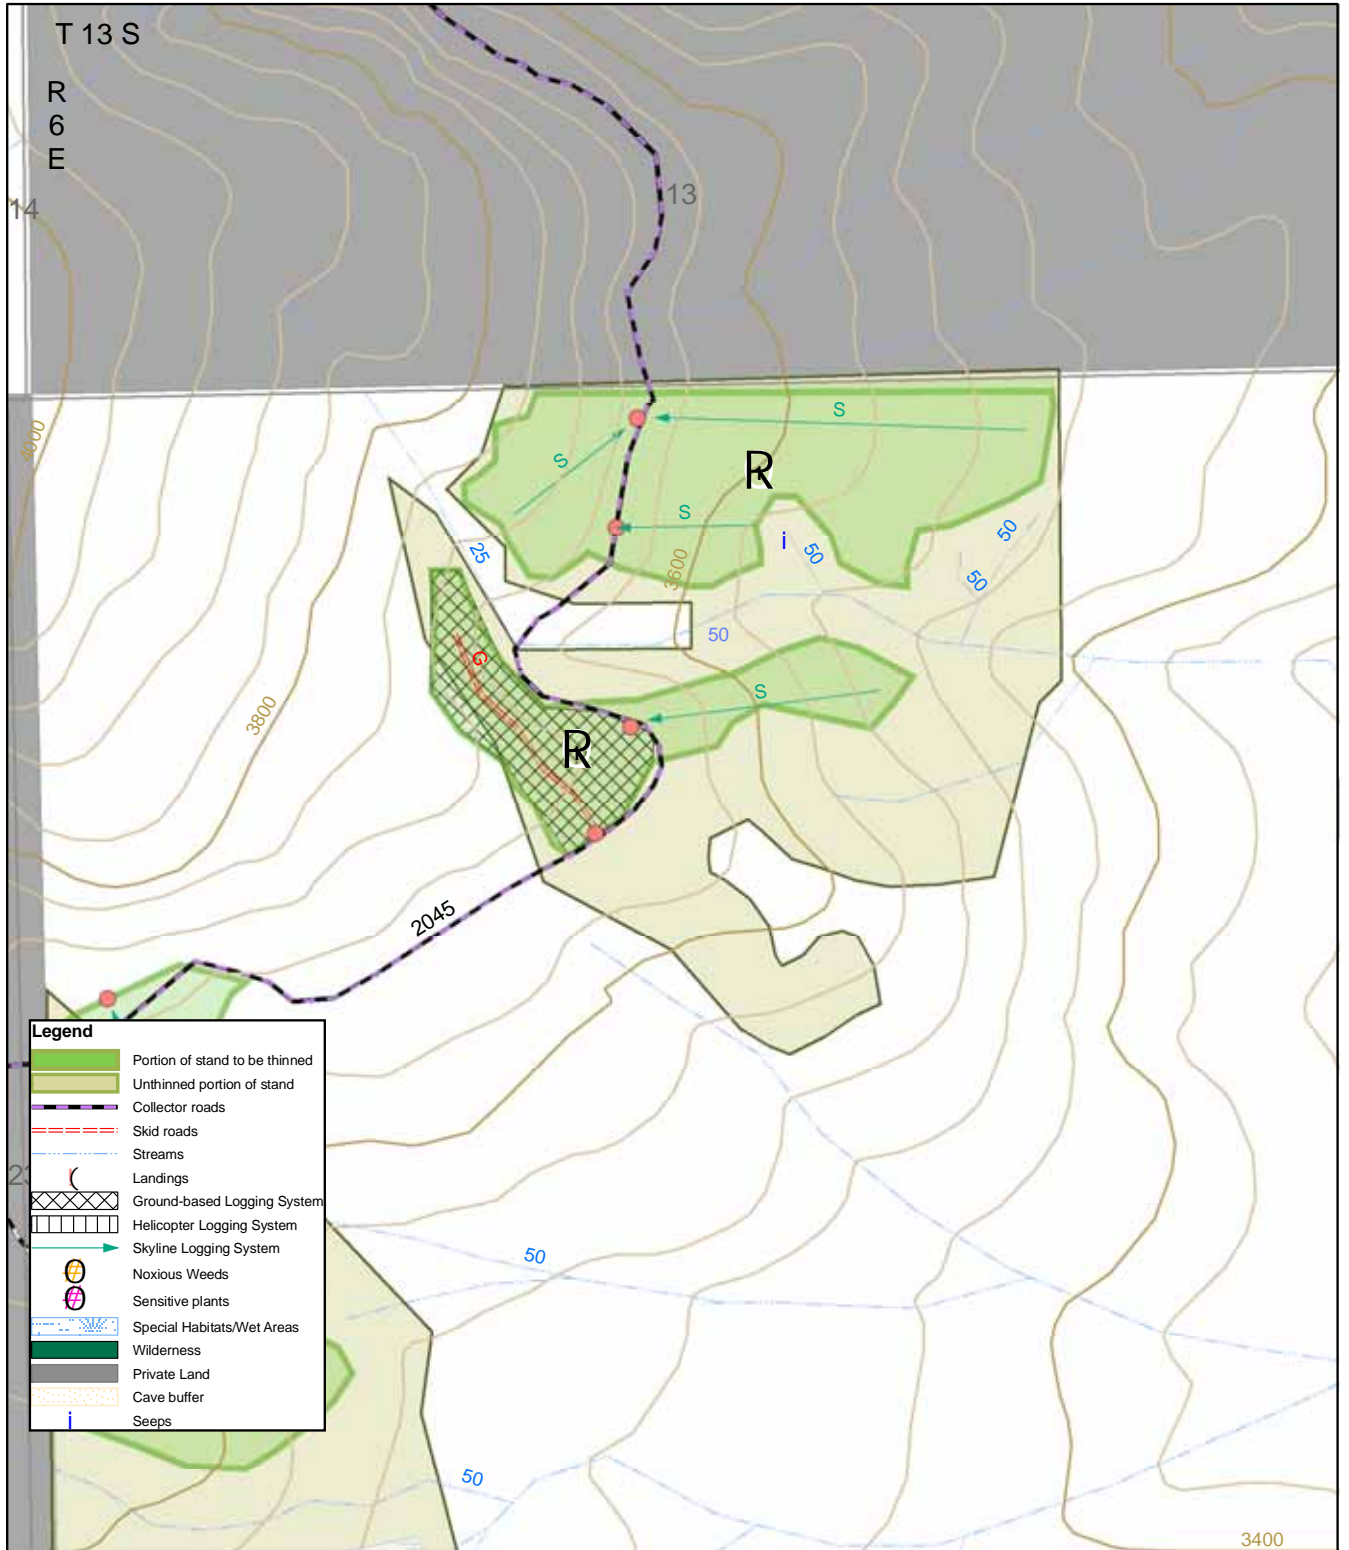 T 13 S
R
6
E
14
13
4000
S
S
R
S
i
50
50
50
25
3600
50
G
S
R
3800
2045
Legend
Portion of stand to be thinned
Unthinned portion of stand
Collector roads
Skid roads
Streams
Landings
Ground-based Logging System
Helicopter Logging System
Skyline Logging System
Noxious Weeds
Sensitive plants
Special Habitats/Wet Areas
Wilderness
Private Land
Cave buffer
i Seeps
50
50
3400